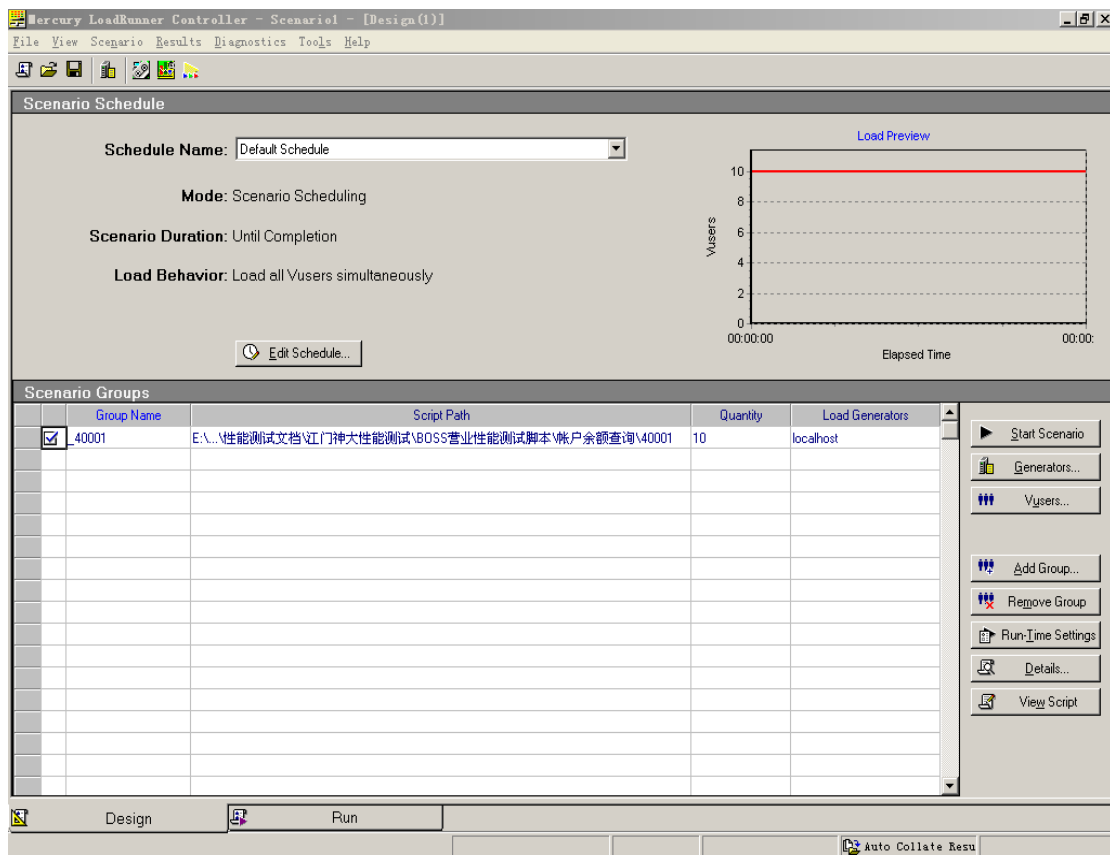 Mercury LoadRunner Controller - Scenario1 - [Design(1)]
File View Scenario Results Diagnostics Tools Help
Scenario Schedule
Schedule Name: Default Schedule
Mode: Scenario Scheduling
Scenario Duration: Until Completion
Load Behavior: Load all Vusers simultaneously
Edit Schedule...
Load Preview
Vusers
10
8
6
4
2
0
00:00:00 00:00:
Elapsed Time
Scenario Groups
Group Name Script Path Quantity Load Generators
_40001 E:\...\性能测试文档\江门神大性能测试\BOSS营业性能测试脚本\帐户余额查询\40001 10 localhost
Start Scenario
Generators...
Vusers...
Add Group...
Remove Group
Run-Time Settings
Details...
View Script
Design Run
Auto Collate Resu